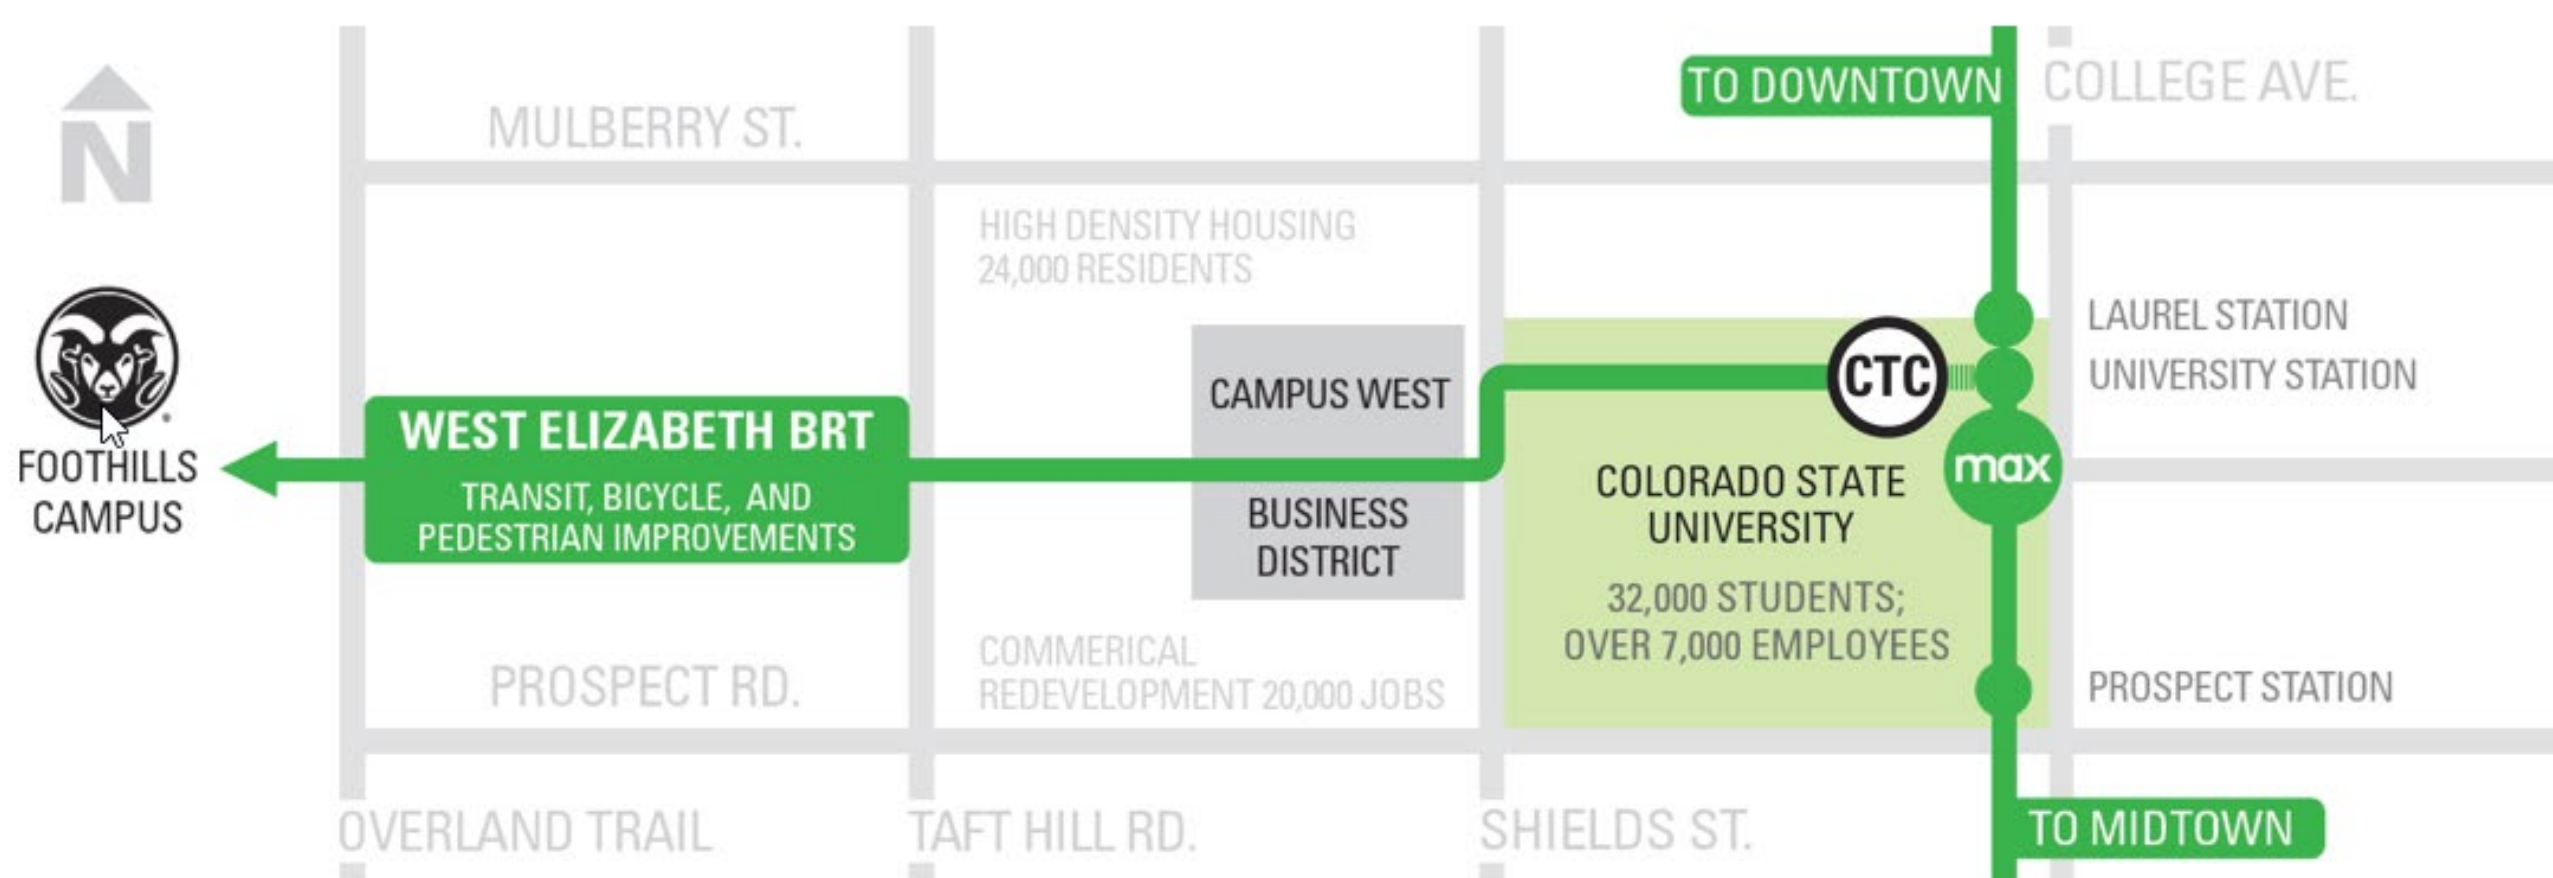 TO DOWNTOWN
COLLEGE AVE.
MULBERRY ST.
N
HIGH DENSITY HOUSING
24,000 RESIDENTS
LAUREL STATION
UNIVERSITY STATION
CTC
CAMPUS WEST
WEST ELIZABETH BRT
TRANSIT, BICYCLE, AND
PEDESTRIAN IMPROVEMENTS
FOOTHILLS
CAMPUS
max
COLORADO STATE
UNIVERSITY
BUSINESS
DISTRICT
32,000 STUDENTS;
OVER 7,000 EMPLOYEES
COMMERICAL
REDEVELOPMENT 20,000 JOBS
PROSPECT RD.
PROSPECT STATION
OVERLAND TRAIL
TAFT HILL RD.
SHIELDS ST.
TO MIDTOWN